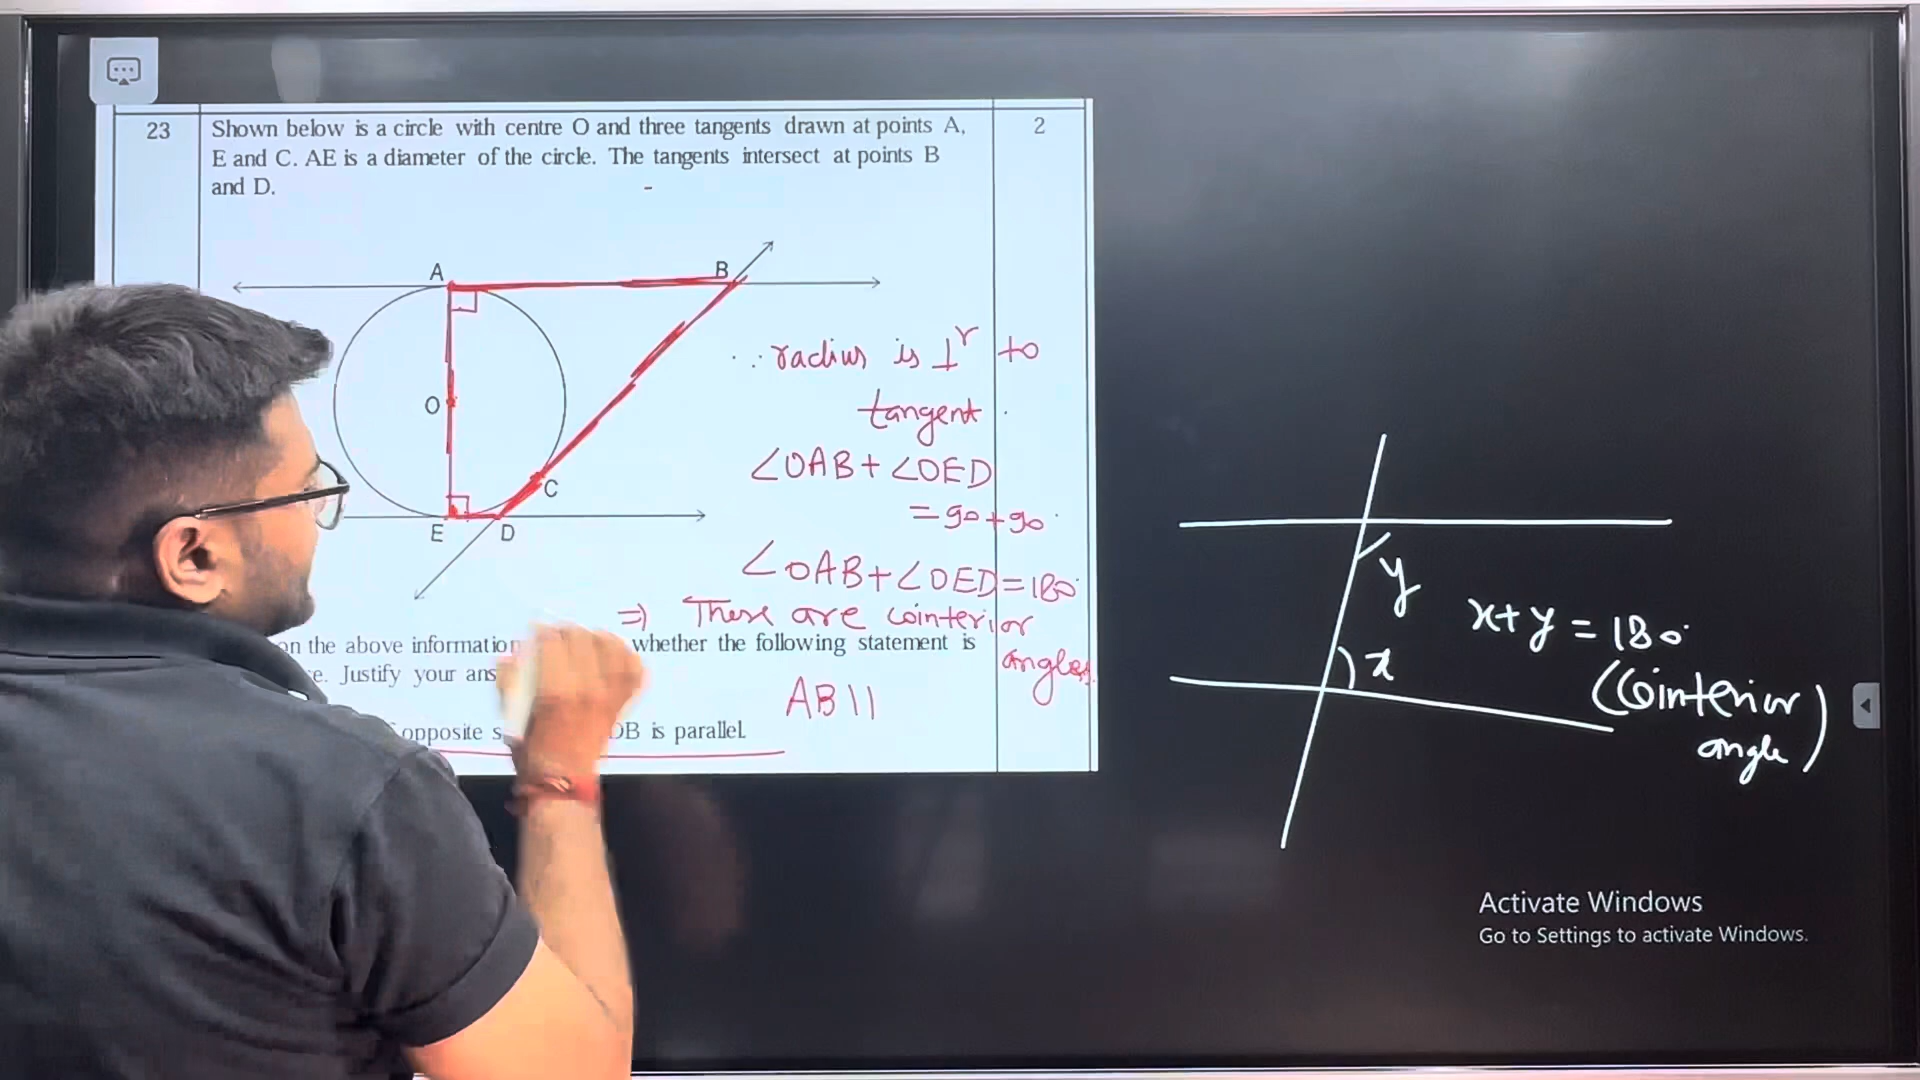 23
Shown below is a circle with centre O and three tangents drawn at points A,
E and C. AE is a diameter of the circle. The tangents intersect at points B
and D.
2
A
B
O
C
E
D
∵ radius is ⊥r to
tangent.
∠OAB + ∠OED
= 90 + 90°
∠OAB + ∠OED = 180°
⇒ These are cointerior
angles.
on the above information whether the following statement is
e. Justify your ans
AB ||
opposite s DB is parallel.
y
x
x + y = 180°
(Cointerior
angle)
Activate Windows
Go to Settings to activate Windows.